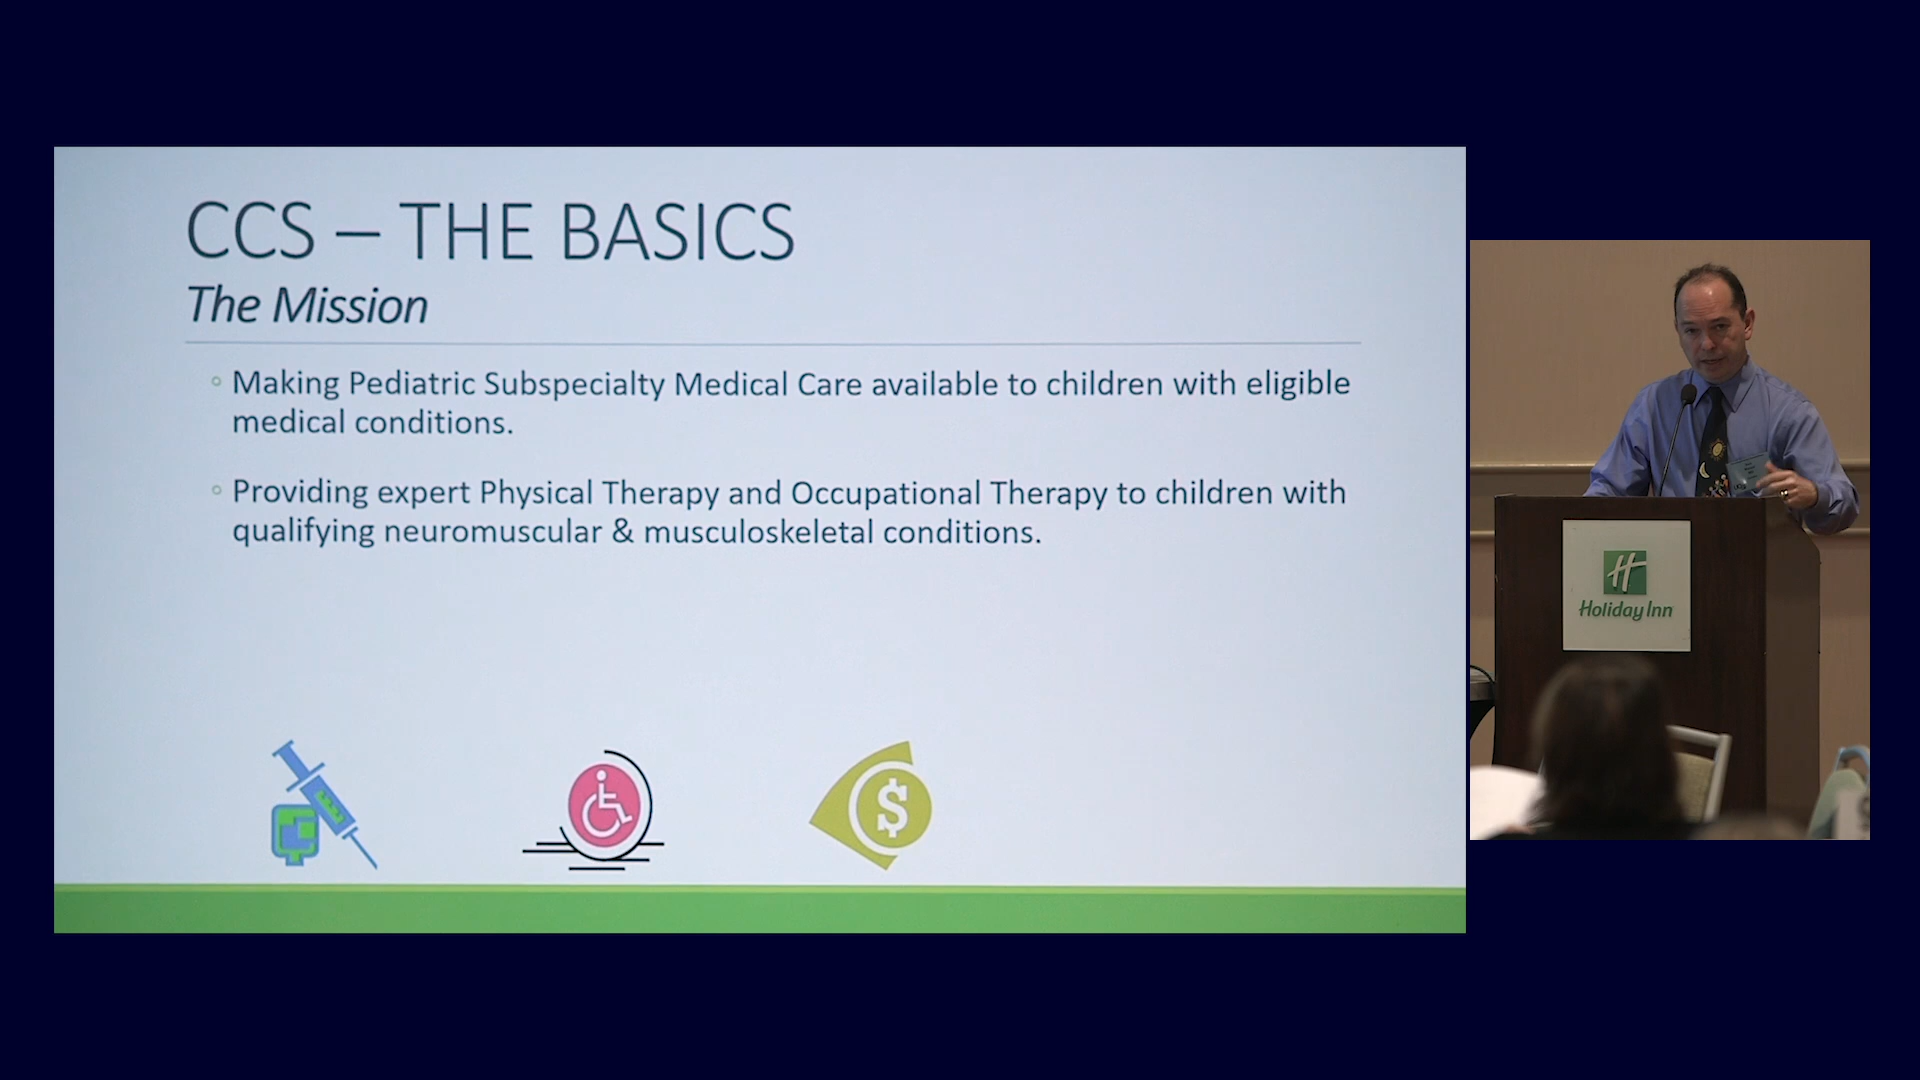 CCS – THE BASICS
The Mission
Making Pediatric Subspecialty Medical Care available to children with eligible
medical conditions.
Providing expert Physical Therapy and Occupational Therapy to children with
qualifying neuromuscular & musculoskeletal conditions.
$
H
Holiday Inn